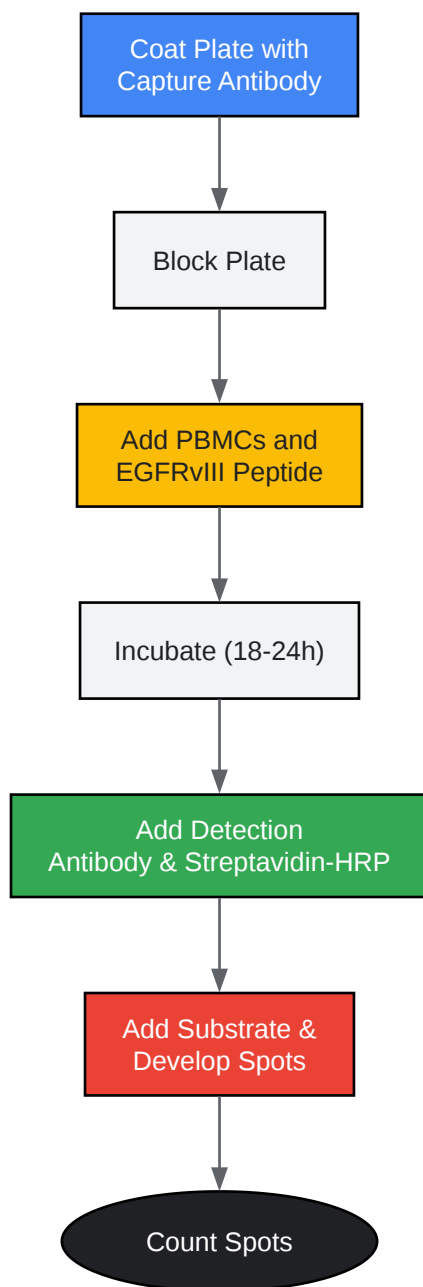 Coat Plate with
Capture Antibody
Block Plate
Add PBMCs and
EGFRvIII Peptide
Incubate (18-24h)
Add Detection
Antibody & Streptavidin-HRP
Add Substrate &
Develop Spots
Count Spots